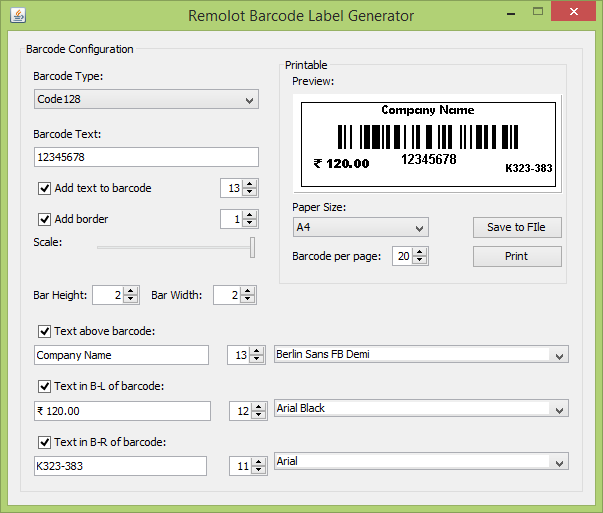 Remolot Barcode Label Generator
Barcode Configuration
Barcode Type:
Code128
Barcode Text:
12345678
Add text to barcode 13
Add border 1
Scale:
Printable
Preview:
Company Name
12345678
₹ 120.00
K323-383
Paper Size:
A4
Save to FIle
Barcode per page: 20
Print
Bar Height: 2 Bar Width: 2
Text above barcode:
Company Name 13 Berlin Sans FB Demi
Text in B-L of barcode:
₹ 120.00 12 Arial Black
Text in B-R of barcode:
K323-383 11 Arial